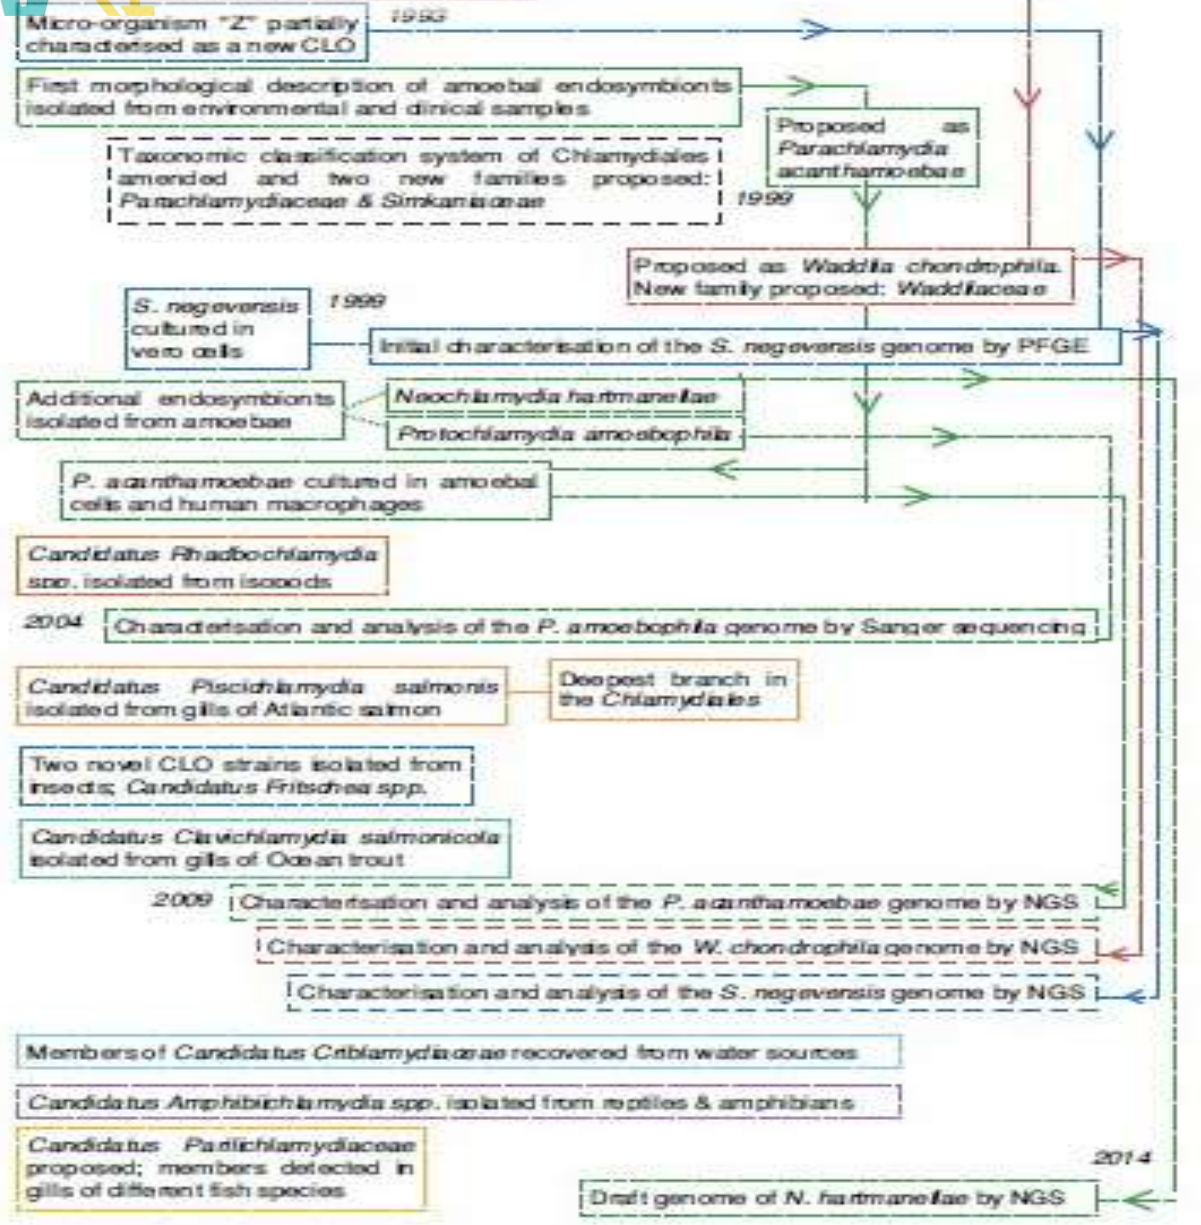 1993
Micro-organism "Z" partially
characterised as a new CLO
First morphological description of amoebal endosymbionts
isolated from environmental and clinical samples
Proposed as
Parachlamydia
acanthamoebae
Taxonomic classification system of Chlamydiales
amended and two new families proposed:
Parachlamydiaceae & Simkaniaceae
1999
Proposed as Waddlia chondrophila.
New family proposed: Waddliaceae
S. negevensis
cultured in
vero cells
1999
Initial characterisation of the S. negevensis genome by PFGE
Additional endosymbionts
isolated from amoebae
Neochlamydia hartmanellae
Protochlamydia amoebophila
P. acanthamoebae cultured in amoebal
cells and human macrophages
Candidatus Rhadbochlamydia
spp. isolated from isopods
2004
Characterisation and analysis of the P. amoebophila genome by Sanger sequencing
Candidatus Piscichlamydia salmonis
isolated from gills of Atlantic salmon
Deepest branch in
the Chlamydiales
Two novel CLO strains isolated from
insects; Candidatus Fritschea spp.
Candidatus Clavichlamydia salmonicola
isolated from gills of Ocean trout
2009
Characterisation and analysis of the P. acanthamoebae genome by NGS
Characterisation and analysis of the W. chondrophila genome by NGS
Characterisation and analysis of the S. negevensis genome by NGS
Members of Candidatus Criblamydiaceae recovered from water sources
Candidatus Amphibiichlamydia spp. isolated from reptiles & amphibians
Candidatus Parilichlamydiaceae
proposed; members detected in
gills of different fish species
2014
Draft genome of N. hartmanellae by NGS